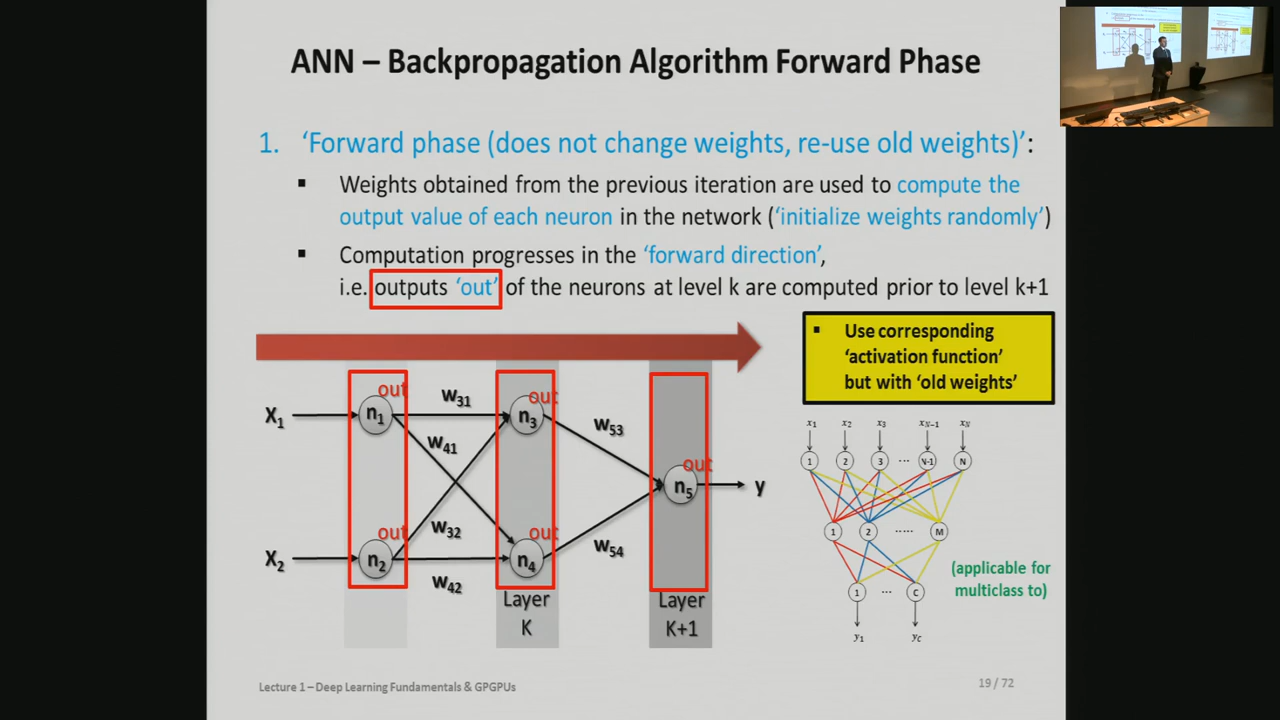 ANN – Backpropagation Algorithm Forward Phase
1. ‘Forward phase (does not change weights, re-use old weights)’:
▪ Weights obtained from the previous iteration are used to compute the
output value of each neuron in the network (‘initialize weights randomly’)
▪ Computation progresses in the ‘forward direction’,
i.e. outputs ‘out’ of the neurons at level k are computed prior to level k+1
▪ Use corresponding
‘activation function’
but with ‘old weights’
X1 n1 out w31 n3 out w53
w41
n5 out y
X2 n2 out w32 n4 out w54
w42
Layer
K
Layer
K+1
x1 x2 x3 xN-1 xN
1 2 3 ... N-1 N
1 2 ..... M
1 ... C
y1 yC
(applicable for
multiclass to)
Lecture 1 – Deep Learning Fundamentals & GPGPUs
19 / 72